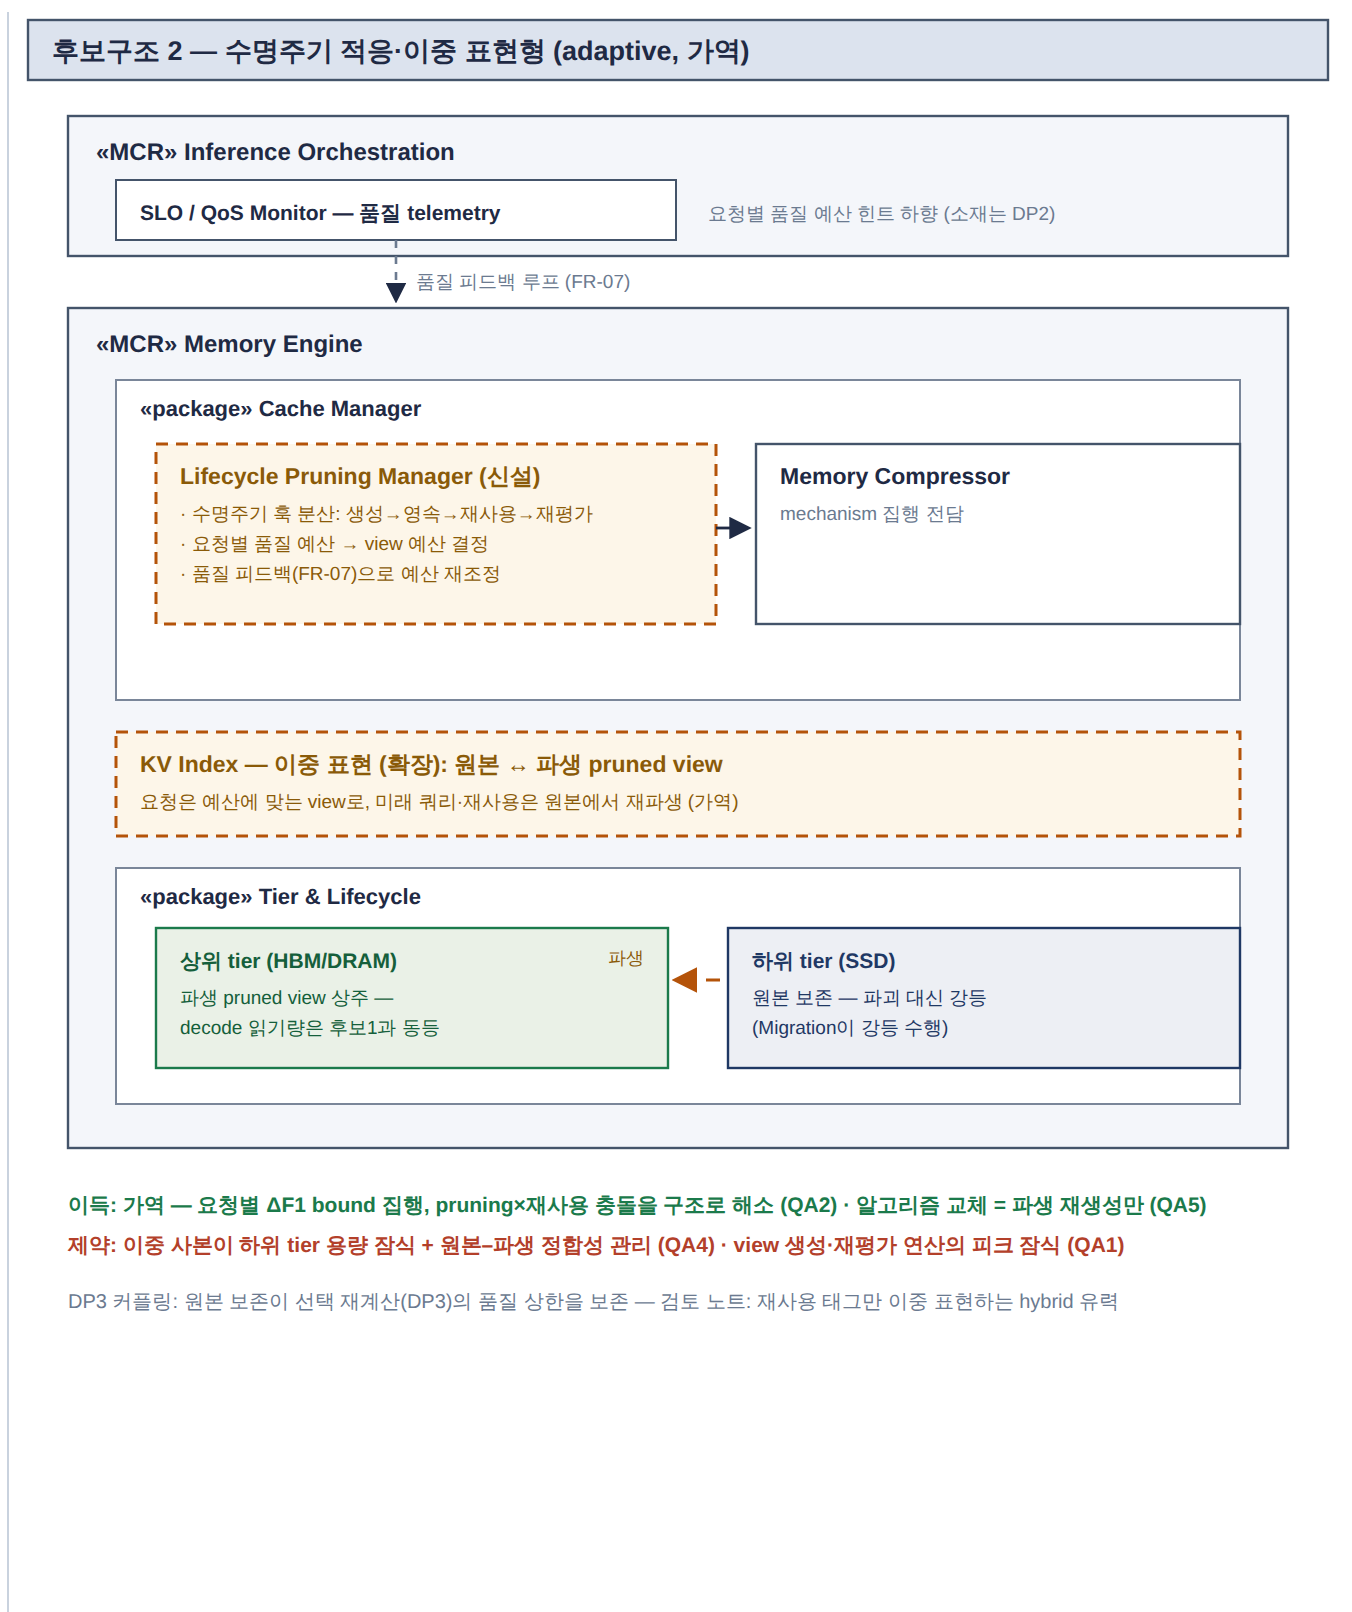 후보구조 2 — 수명주기 적응·이중 표현형 (adaptive, 가역)
«MCR» Inference Orchestration
SLO / QoS Monitor — 품질 telemetry
요청별 품질 예산 힌트 하향 (소재는 DP2)
품질 피드백 루프 (FR-07)
«MCR» Memory Engine
«package» Cache Manager
Lifecycle Pruning Manager (신설)
· 수명주기 훅 분산: 생성→영속→재사용→재평가
· 요청별 품질 예산 → view 예산 결정
· 품질 피드백(FR-07)으로 예산 재조정
Memory Compressor
mechanism 집행 전담
KV Index — 이중 표현 (확장): 원본 ↔ 파생 pruned view
요청은 예산에 맞는 view로, 미래 쿼리·재사용은 원본에서 재파생 (가역)
«package» Tier & Lifecycle
상위 tier (HBM/DRAM)
파생
파생 pruned view 상주 —
decode 읽기량은 후보1과 동등
하위 tier (SSD)
원본 보존 — 파괴 대신 강등
(Migration이 강등 수행)
이득: 가역 — 요청별 ΔF1 bound 집행, pruning×재사용 충돌을 구조로 해소 (QA2) · 알고리즘 교체 = 파생 재생성만 (QA5)
제약: 이중 사본이 하위 tier 용량 잠식 + 원본–파생 정합성 관리 (QA4) · view 생성·재평가 연산의 피크 잠식 (QA1)
DP3 커플링: 원본 보존이 선택 재계산(DP3)의 품질 상한을 보존 — 검토 노트: 재사용 태그만 이중 표현하는 hybrid 유력